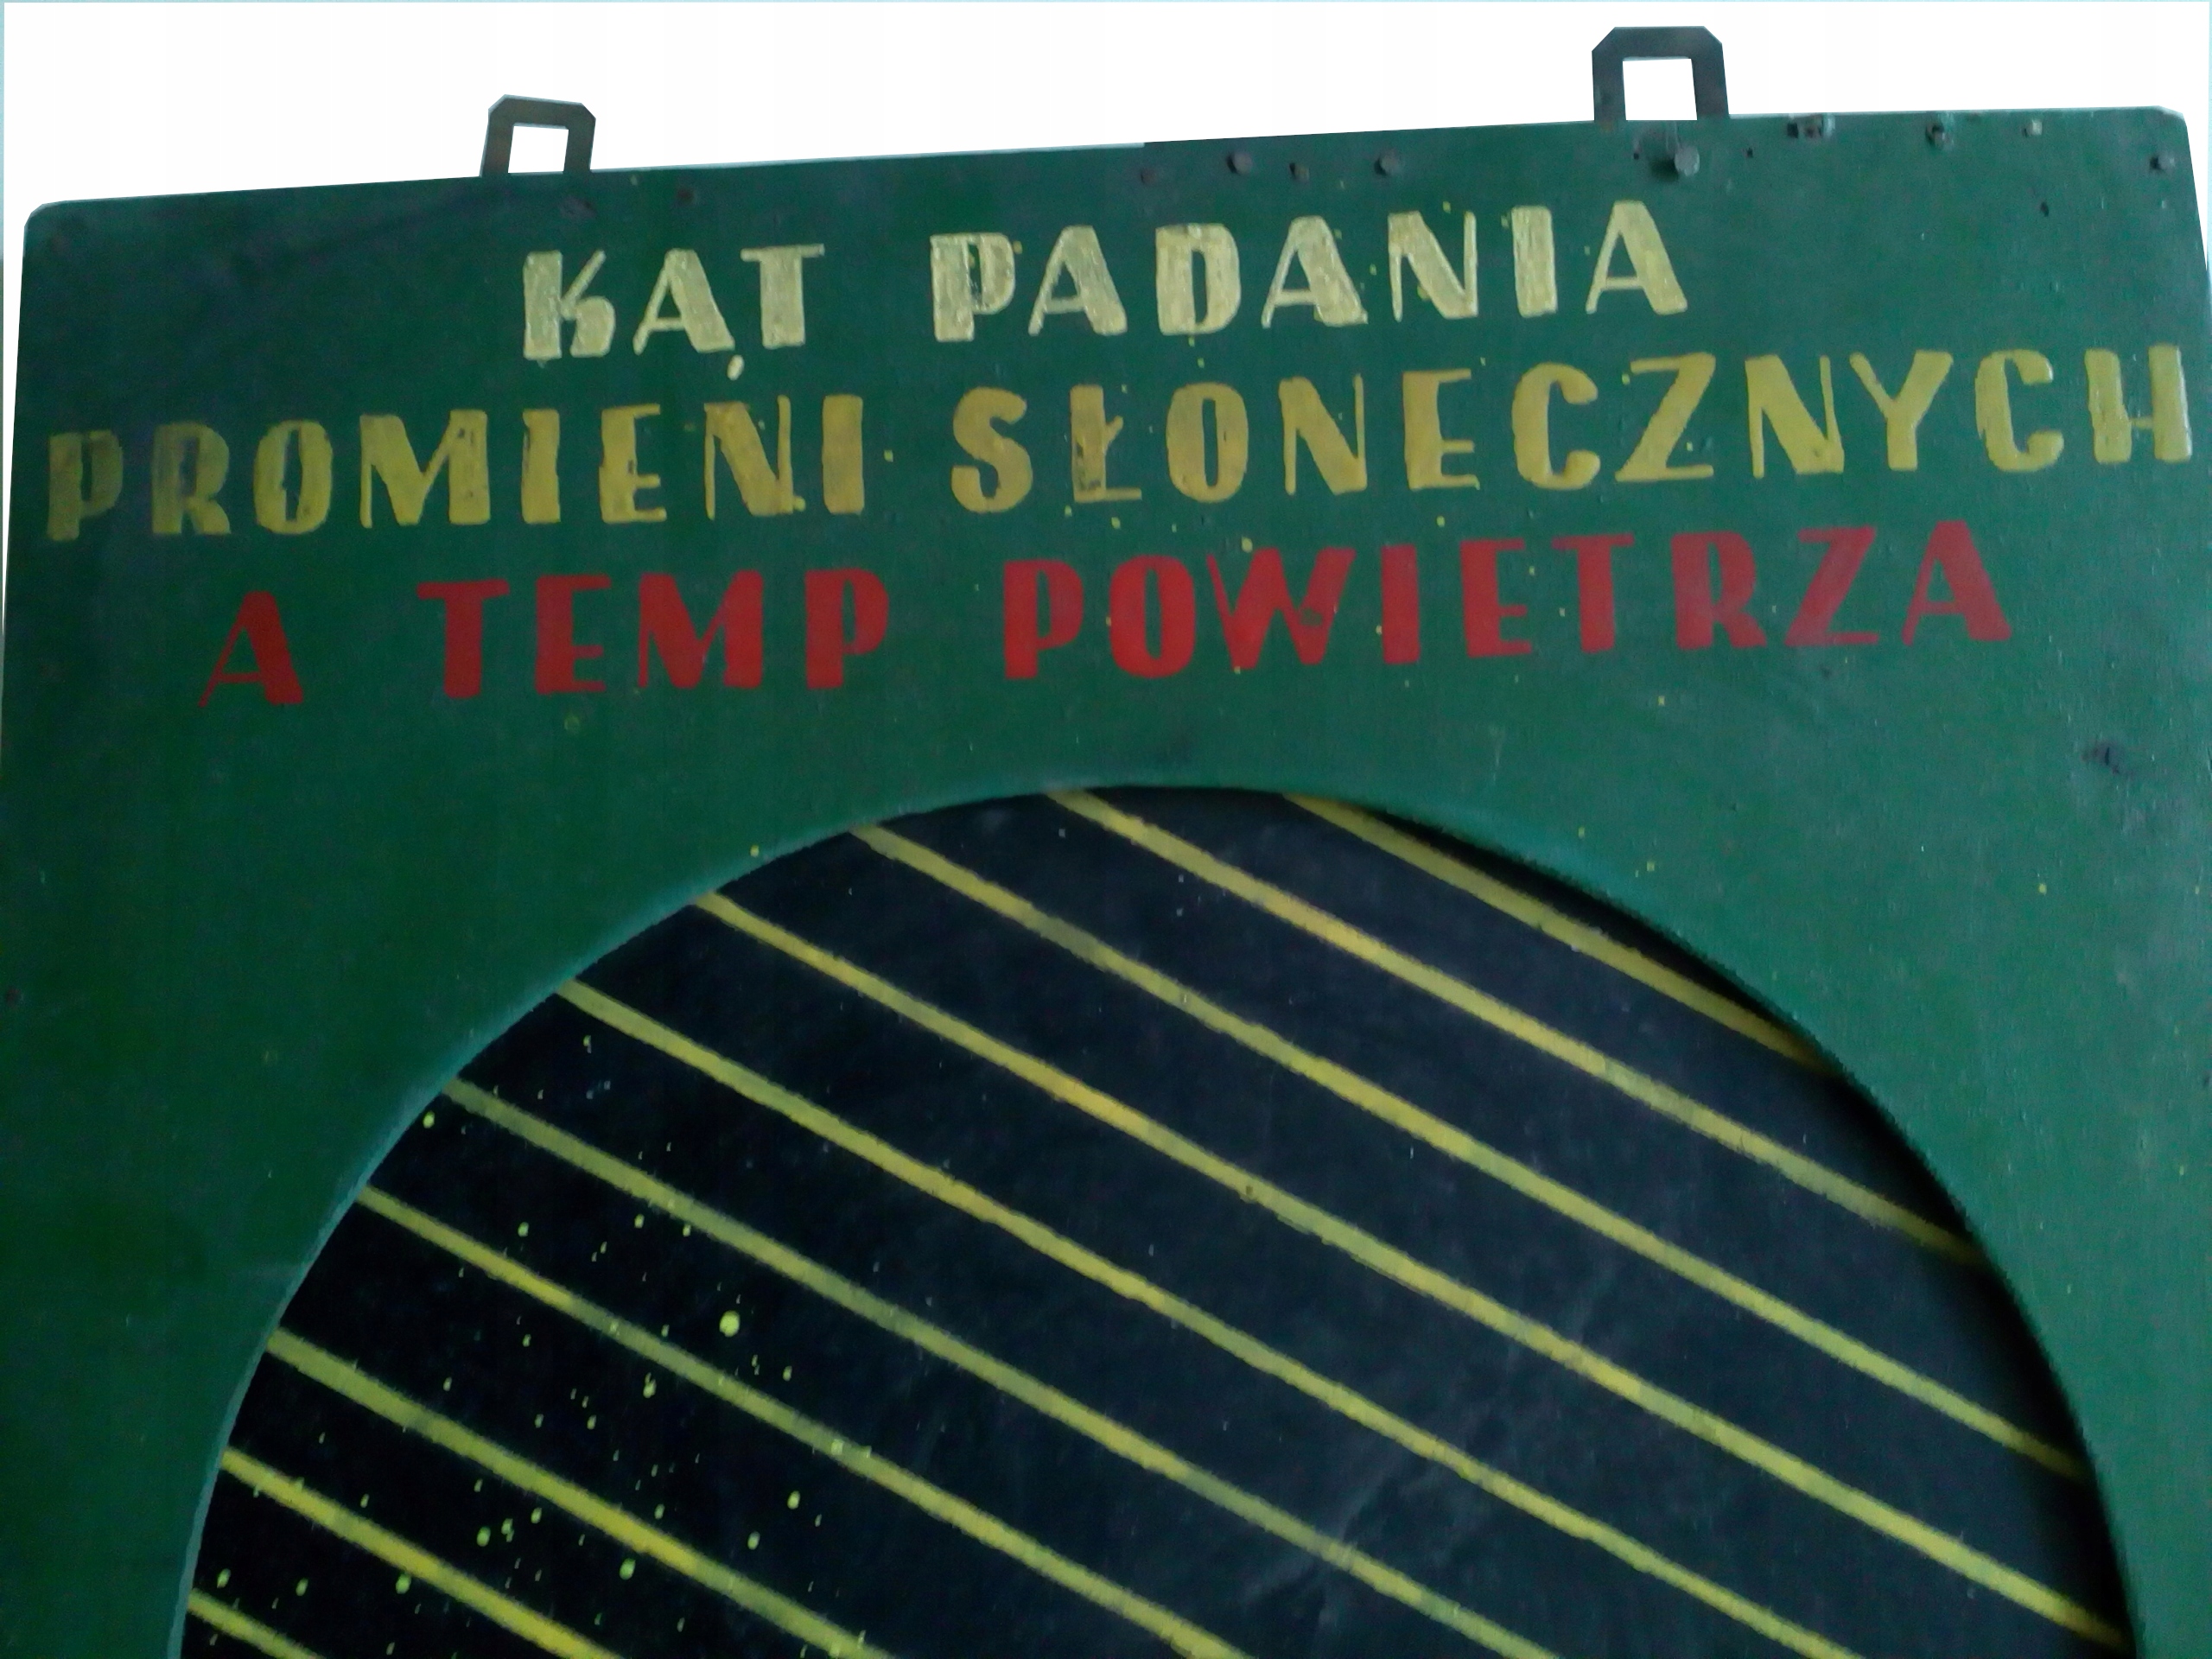 KĄT PADANIA
PROMIENI SŁONECZNYCH
A TEMP POWIETRZA